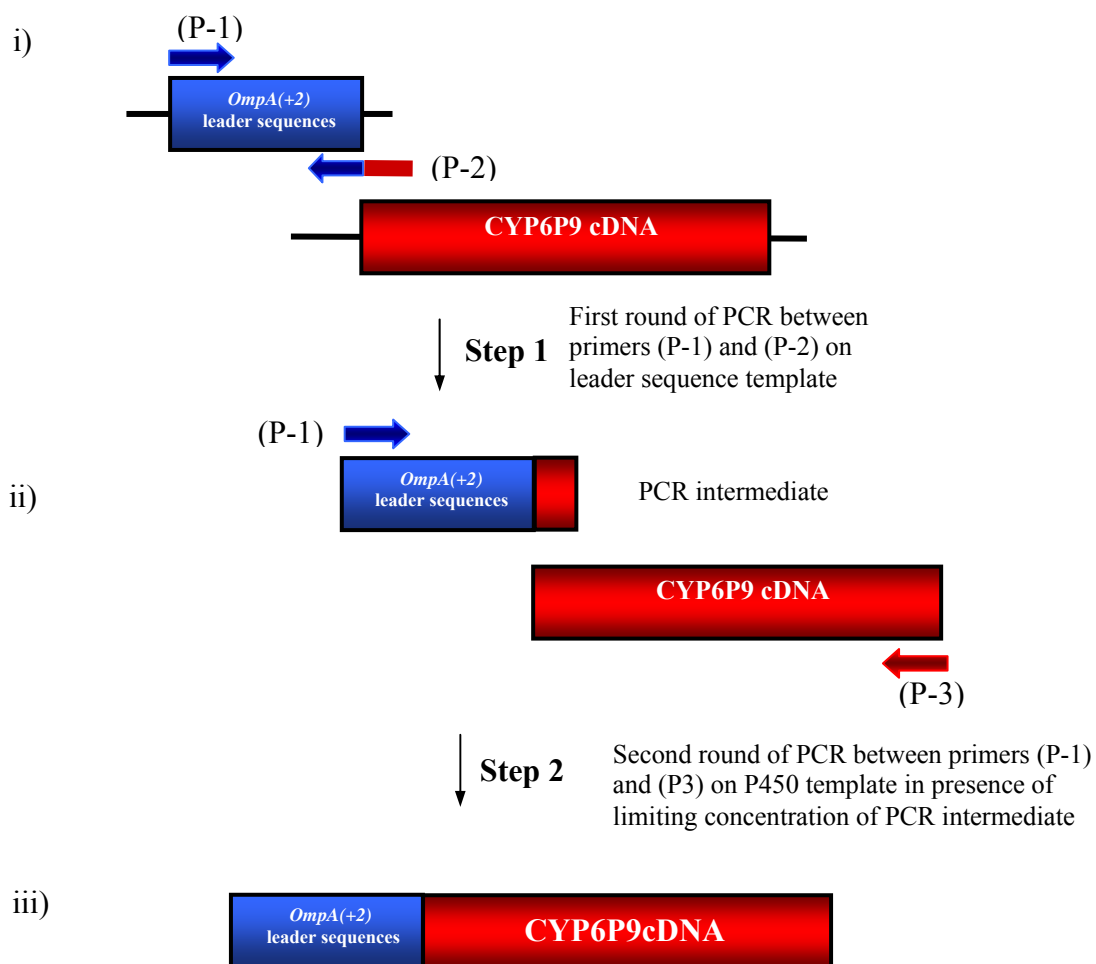 i)
(P-1)
OmpA(+2)
leader sequences
(P-2)
CYP6P9 cDNA
Step 1
First round of PCR between
primers (P-1) and (P-2) on
leader sequence template
(P-1)
ii)
OmpA(+2)
leader sequences
PCR intermediate
CYP6P9 cDNA
(P-3)
Step 2
Second round of PCR between primers (P-1)
and (P3) on P450 template in presence of
limiting concentration of PCR intermediate
iii)
OmpA(+2)
leader sequences
CYP6P9cDNA